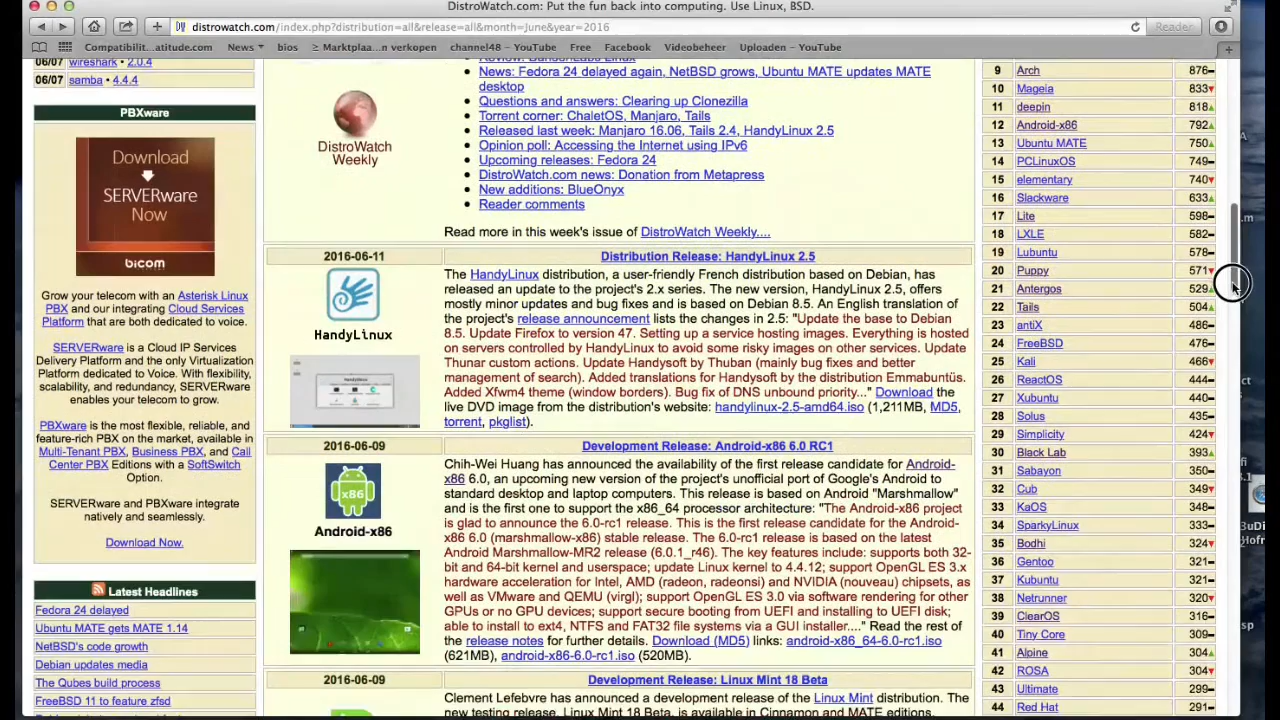 DistroWatch.com: Put the fun back into computing. Use Linux, BSD.
distrowatch.com/index.php?distribution=all&release=all&month=June&year=2016
Reader
Compatibilit...atitude.com
News
bios
≥ Marktplaa...n verkopen
channel48 – YouTube
Free
Facebook
Videobeheer
Uploaden – YouTube
06/07 wireshark • 2.0.4
06/07 samba • 4.4.4
PBXware
Download
SERVERware
Now
bicom
Grow your telecom with an Asterisk Linux
PBX and our integrating Cloud Services
Platform that are both dedicated to voice.
SERVERware is a Cloud IP Services
Delivery Platform and the only Virtualization
Platform dedicated to Voice. With flexibility,
scalability, and redundancy, SERVERware
enables your telecom to grow.
PBXware is the most flexible, reliable, and
feature-rich PBX on the market, available in
Multi-Tenant PBX, Business PBX, and Call
Center PBX Editions with a SoftSwitch
Option.
SERVERware and PBXware integrate
natively and seamlessly.
Download Now.
Latest Headlines
Fedora 24 delayed
Ubuntu MATE gets MATE 1.14
NetBSD's code growth
Debian updates media
The Qubes build process
FreeBSD 11 to feature zfsd
DistroWatch
Weekly
News: Fedora 24 delayed again, NetBSD grows, Ubuntu MATE updates MATE
desktop
Questions and answers: Clearing up Clonezilla
Torrent corner: ChaletOS, Manjaro, Tails
Released last week: Manjaro 16.06, Tails 2.4, HandyLinux 2.5
Opinion poll: Accessing the Internet using IPv6
Upcoming releases: Fedora 24
DistroWatch.com news: Donation from Metapress
New additions: BlueOnyx
Reader comments
Read more in this week's issue of DistroWatch Weekly....
2016-06-11
Distribution Release: HandyLinux 2.5
HandyLinux
The HandyLinux distribution, a user-friendly French distribution based on Debian, has
released an update to the project's 2.x series. The new version, HandyLinux 2.5, offers
mostly minor updates and bug fixes and is based on Debian 8.5. An English translation of
the project's release announcement lists the changes in 2.5: "Update the base to Debian
8.5. Update Firefox to version 47. Setting up a service hosting images. Everything is hosted
on servers controlled by HandyLinux to avoid some risky images on other services. Update
Thunar custom actions. Update Handysoft by Thuban (mainly bug fixes and better
management of search). Added translations for Handysoft by the distribution Emmabuntüs.
Added Xfwm4 theme (window borders). Bug fix of DNS unbound priority..." Download the
live DVD image from the distribution's website: handylinux-2.5-amd64.iso (1,211MB, MD5,
torrent, pkglist).
2016-06-09
Development Release: Android-x86 6.0 RC1
x86
Android-x86
Chih-Wei Huang has announced the availability of the first release candidate for Android-
x86 6.0, an upcoming new version of the project's unofficial port of Google's Android to
standard desktop and laptop computers. This release is based on Android "Marshmallow"
and is the first one to support the x86_64 processor architecture: "The Android-x86 project
is glad to announce the 6.0-rc1 release. This is the first release candidate for the Android-
x86 6.0 (marshmallow-x86) stable release. The 6.0-rc1 release is based on the latest
Android Marshmallow-MR2 release (6.0.1_r46). The key features include: supports both 32-
bit and 64-bit kernel and userspace; update Linux kernel to 4.4.12; support OpenGL ES 3.x
hardware acceleration for Intel, AMD (radeon, radeonsi) and NVIDIA (nouveau) chipsets, as
well as VMware and QEMU (virgl); support OpenGL ES 3.0 via software rendering for other
GPUs or no GPU devices; support secure booting from UEFI and installing to UEFI disk;
able to install to ext4, NTFS and FAT32 file systems via a GUI installer...." Read the rest of
the release notes for further details. Download (MD5) links: android-x86_64-6.0-rc1.iso
(621MB), android-x86-6.0-rc1.iso (520MB).
2016-06-09
Development Release: Linux Mint 18 Beta
Clement Lefebvre has announced a development release of the Linux Mint distribution. The
new testing release, Linux Mint 18 Beta, is available in Cinnamon and MATE editions.
9 Arch 876
10 Mageia 833
11 deepin 818
12 Android-x86 792
13 Ubuntu MATE 750
14 PCLinuxOS 749
15 elementary 740
16 Slackware 633
17 Lite 598
18 LXLE 582
19 Lubuntu 578
20 Puppy 571
21 Antergos 529
22 Tails 504
23 antiX 486
24 FreeBSD 476
25 Kali 466
26 ReactOS 444
27 Xubuntu 440
28 Solus 435
29 Simplicity 424
30 Black Lab 393
31 Sabayon 350
32 Cub 349
33 KaOS 348
34 SparkyLinux 333
35 Bodhi 324
36 Gentoo 321
37 Kubuntu 321
38 Netrunner 320
39 ClearOS 316
40 Tiny Core 309
41 Alpine 304
42 ROSA 304
43 Ultimate 299
44 Red Hat 291